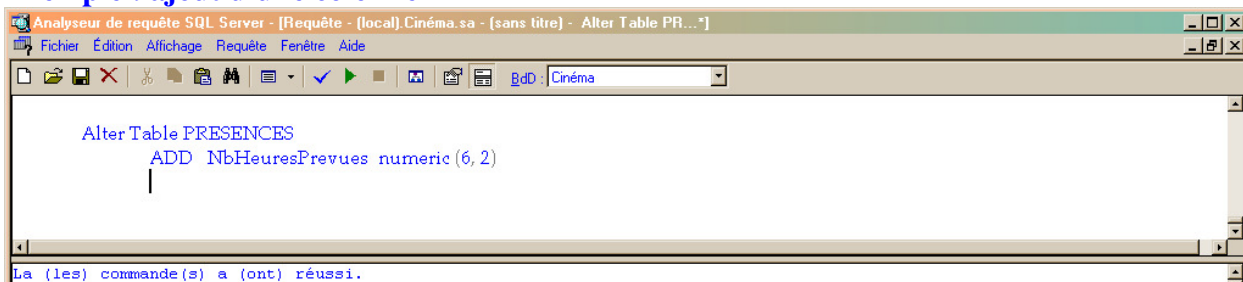 Analyseur de requête SQL Server - [Requête - (local).Cinéma.sa - (sans titre) - Alter Table PR...*]
Fichier Édition Affichage Requête Fenêtre Aide
BdD : Cinéma
Alter Table PRESENCES
ADD NbHeuresPrevues numeric (6, 2)
La (les) commande(s) a (ont) réussi.